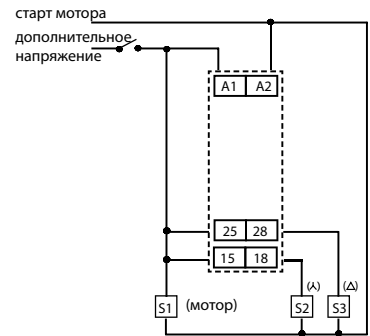 старт мотора
дополнительное
напряжение
A1 A2
25 28
15 18
S1 (мотор) S2 (⅄) S3 (△)